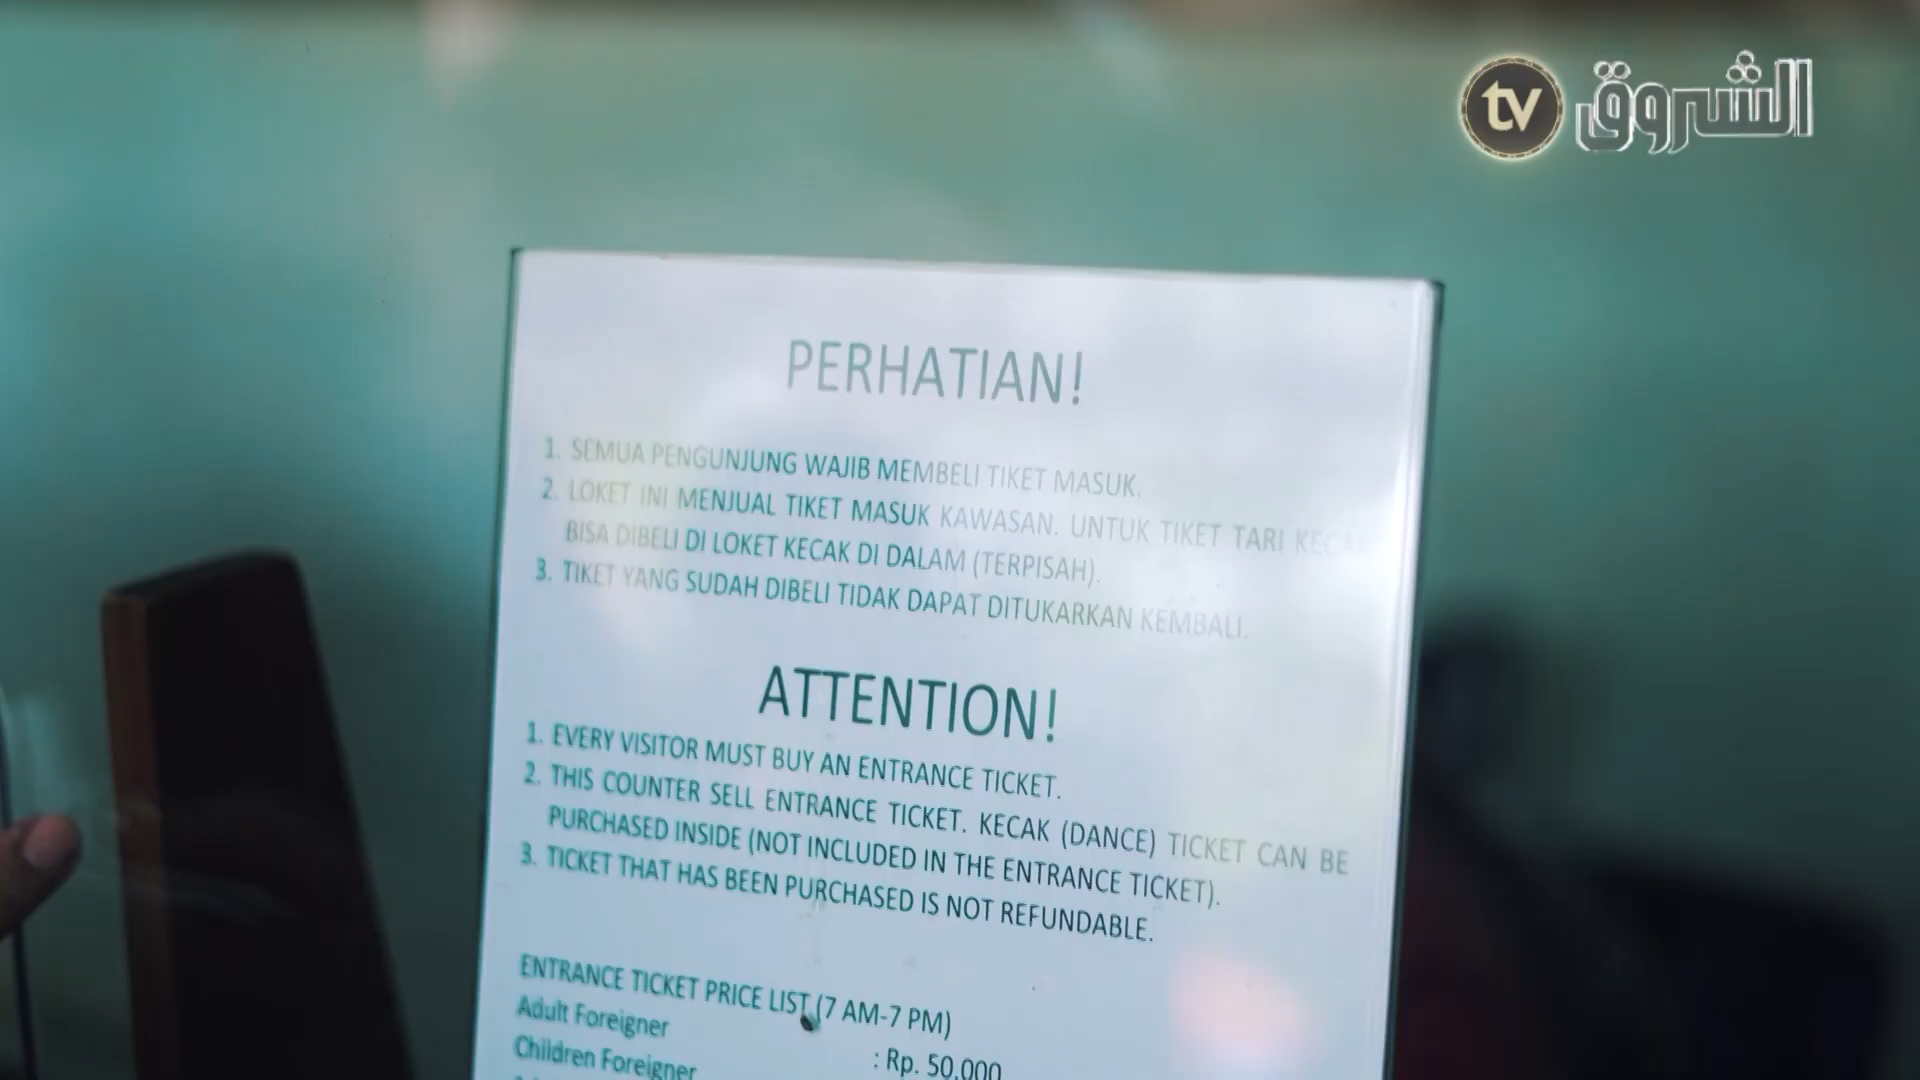 tv الشروق
PERHATIAN!
1. SEMUA PENGUNJUNG WAJIB MEMBELI TIKET MASUK.
2. LOKET INI MENJUAL TIKET MASUK KAWASAN. UNTUK TIKET TARI KECAK
BISA DIBELI DI LOKET KECAK DI DALAM (TERPISAH).
3. TIKET YANG SUDAH DIBELI TIDAK DAPAT DITUKARKAN KEMBALI.
ATTENTION!
1. EVERY VISITOR MUST BUY AN ENTRANCE TICKET.
2. THIS COUNTER SELL ENTRANCE TICKET. KECAK (DANCE) TICKET CAN BE
PURCHASED INSIDE (NOT INCLUDED IN THE ENTRANCE TICKET).
3. TICKET THAT HAS BEEN PURCHASED IS NOT REFUNDABLE.
ENTRANCE TICKET PRICE LIST (7 AM-7 PM)
Adult Foreigner : Rp. 50,000
Children Foreigner